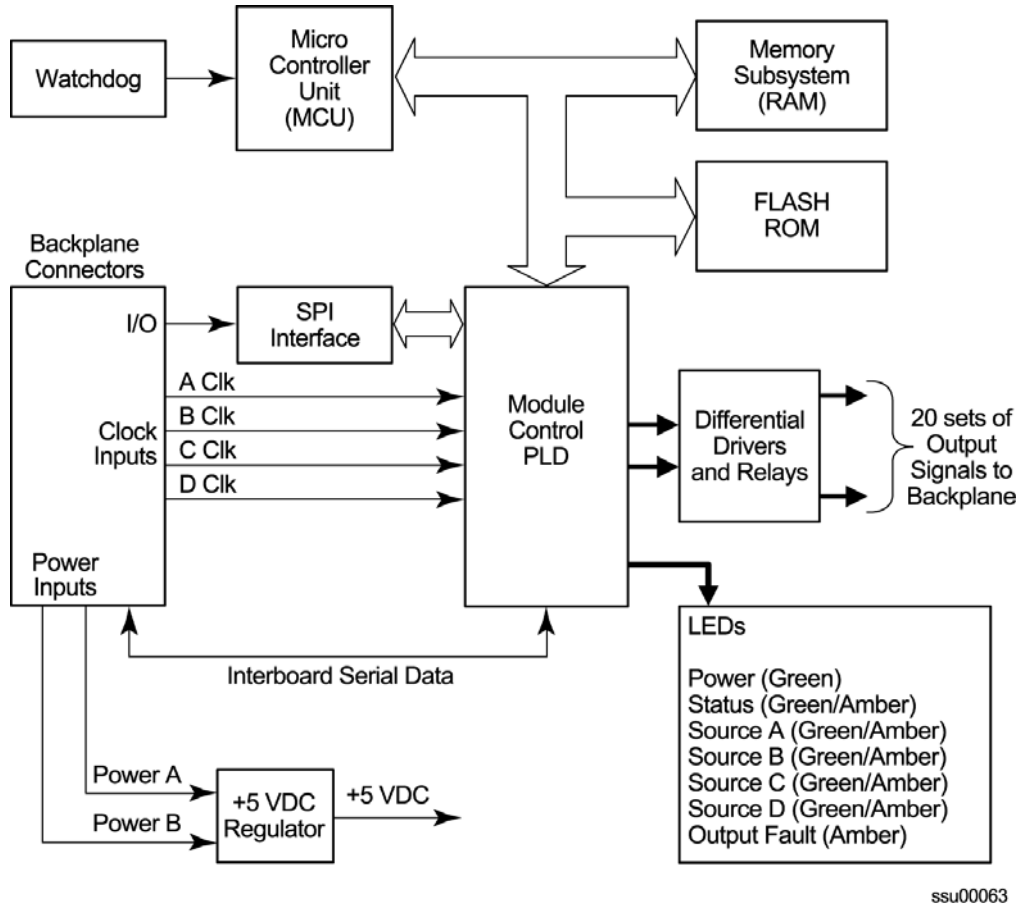 Watchdog
Micro
Controller
Unit
(MCU)
Memory
Subsystem
(RAM)
FLASH
ROM
Backplane
Connectors
I/O
SPI
Interface
A Clk
B Clk
C Clk
D Clk
Clock
Inputs
Module
Control
PLD
Differential
Drivers
and Relays
20 sets of
Output
Signals to
Backplane
Power
Inputs
Interboard Serial Data
LEDs
Power (Green)
Status (Green/Amber)
Source A (Green/Amber)
Source B (Green/Amber)
Source C (Green/Amber)
Source D (Green/Amber)
Output Fault (Amber)
Power A
Power B
+5 VDC
Regulator
+5 VDC
ssu00063